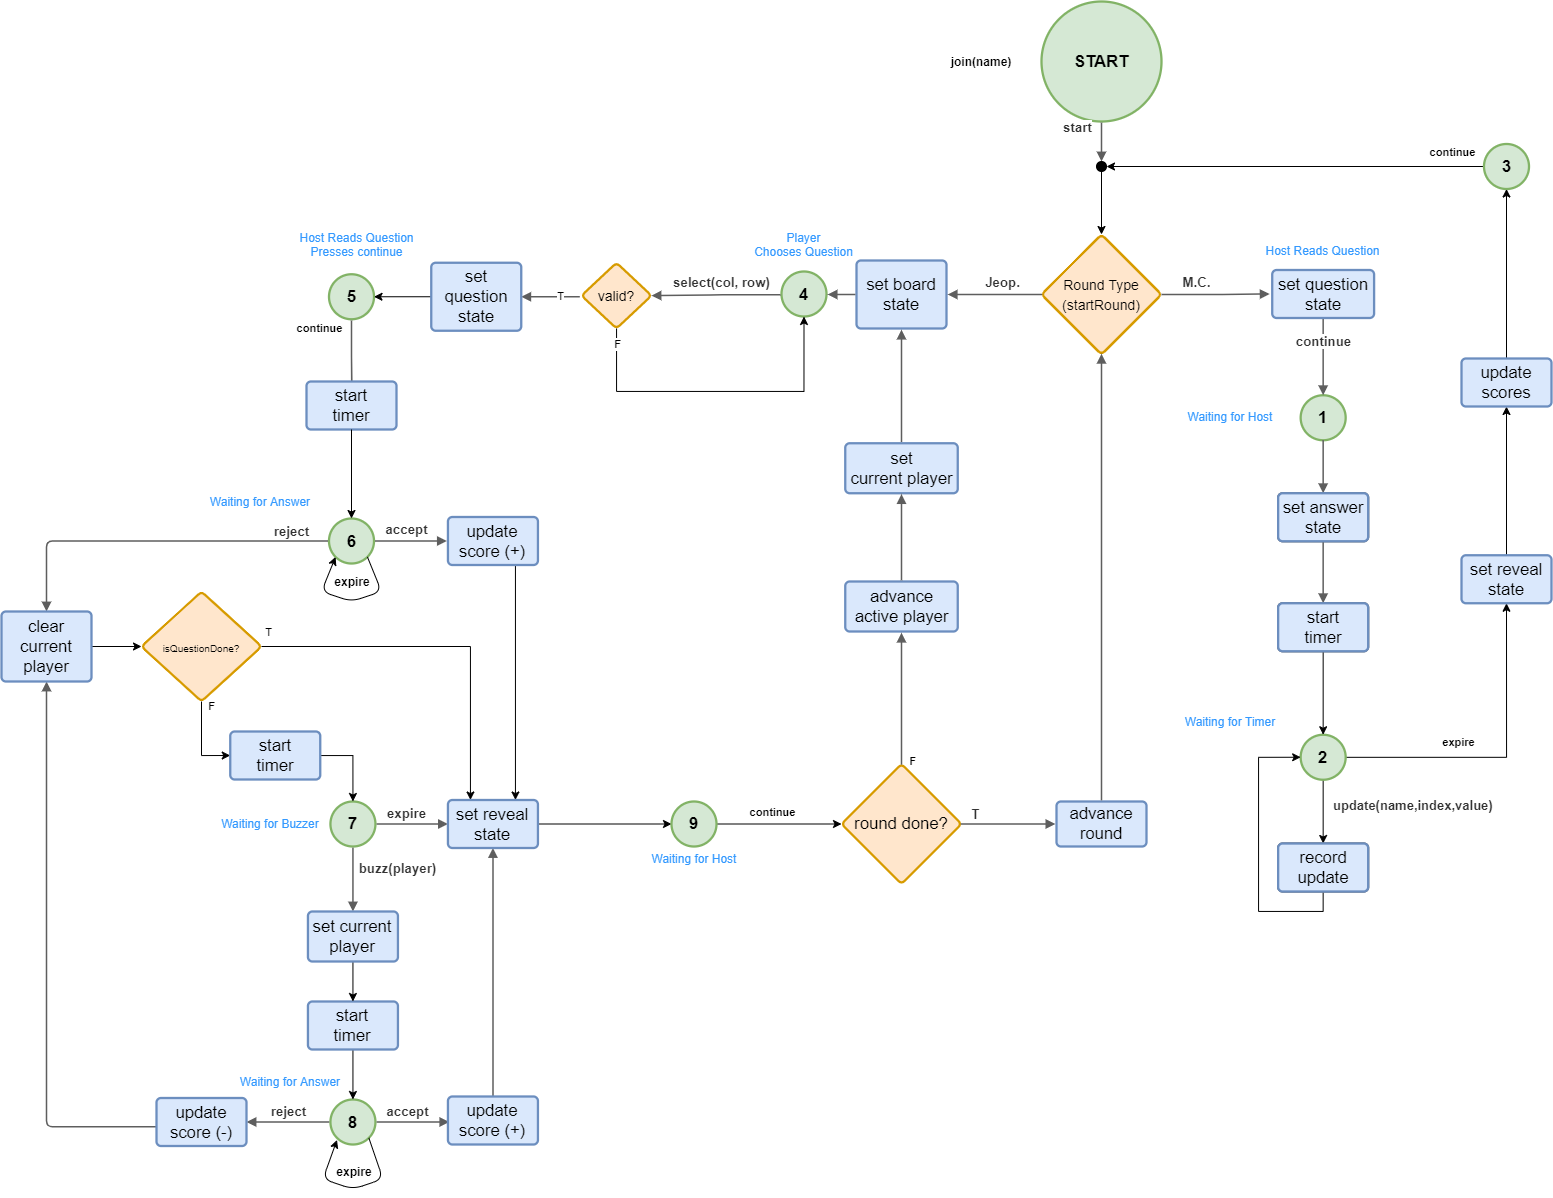 START
join(name)
start
continue
3
Host Reads Question
Presses continue
Player
Chooses Question
Host Reads Question
5
set
question
state
T
valid?
select(col, row)
4
set board
state
Jeop.
Round Type
(startRound)
M.C.
set question
state
continue
F
continue
start
timer
update
scores
Waiting for Host
1
set
current player
Waiting for Answer
reject
6
accept
update
score (+)
expire
set answer
state
set reveal
state
advance
active player
start
timer
clear
current
player
isQuestionDone?
T
F
start
timer
Waiting for Timer
2
expire
update(name,index,value)
Waiting for Buzzer
7
expire
set reveal
state
9
Waiting for Host
continue
round done?
F
T
advance
round
record
update
buzz(player)
set current
player
start
timer
Waiting for Answer
update
score (-)
reject
8
accept
update
score (+)
expire